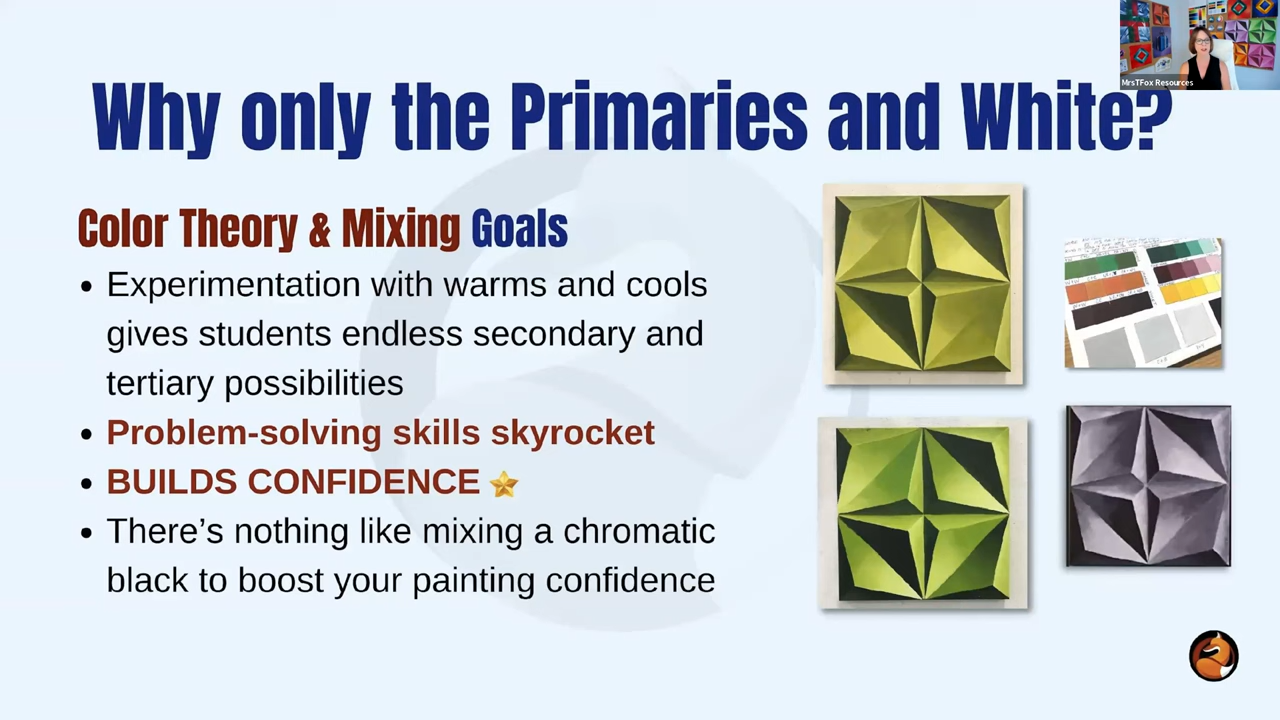 MrsTFox Resources
Why only the Primaries and White?
Color Theory & Mixing Goals
• Experimentation with warms and cools
gives students endless secondary and
tertiary possibilities
• Problem-solving skills skyrocket
• BUILDS CONFIDENCE
• There’s nothing like mixing a chromatic
black to boost your painting confidence